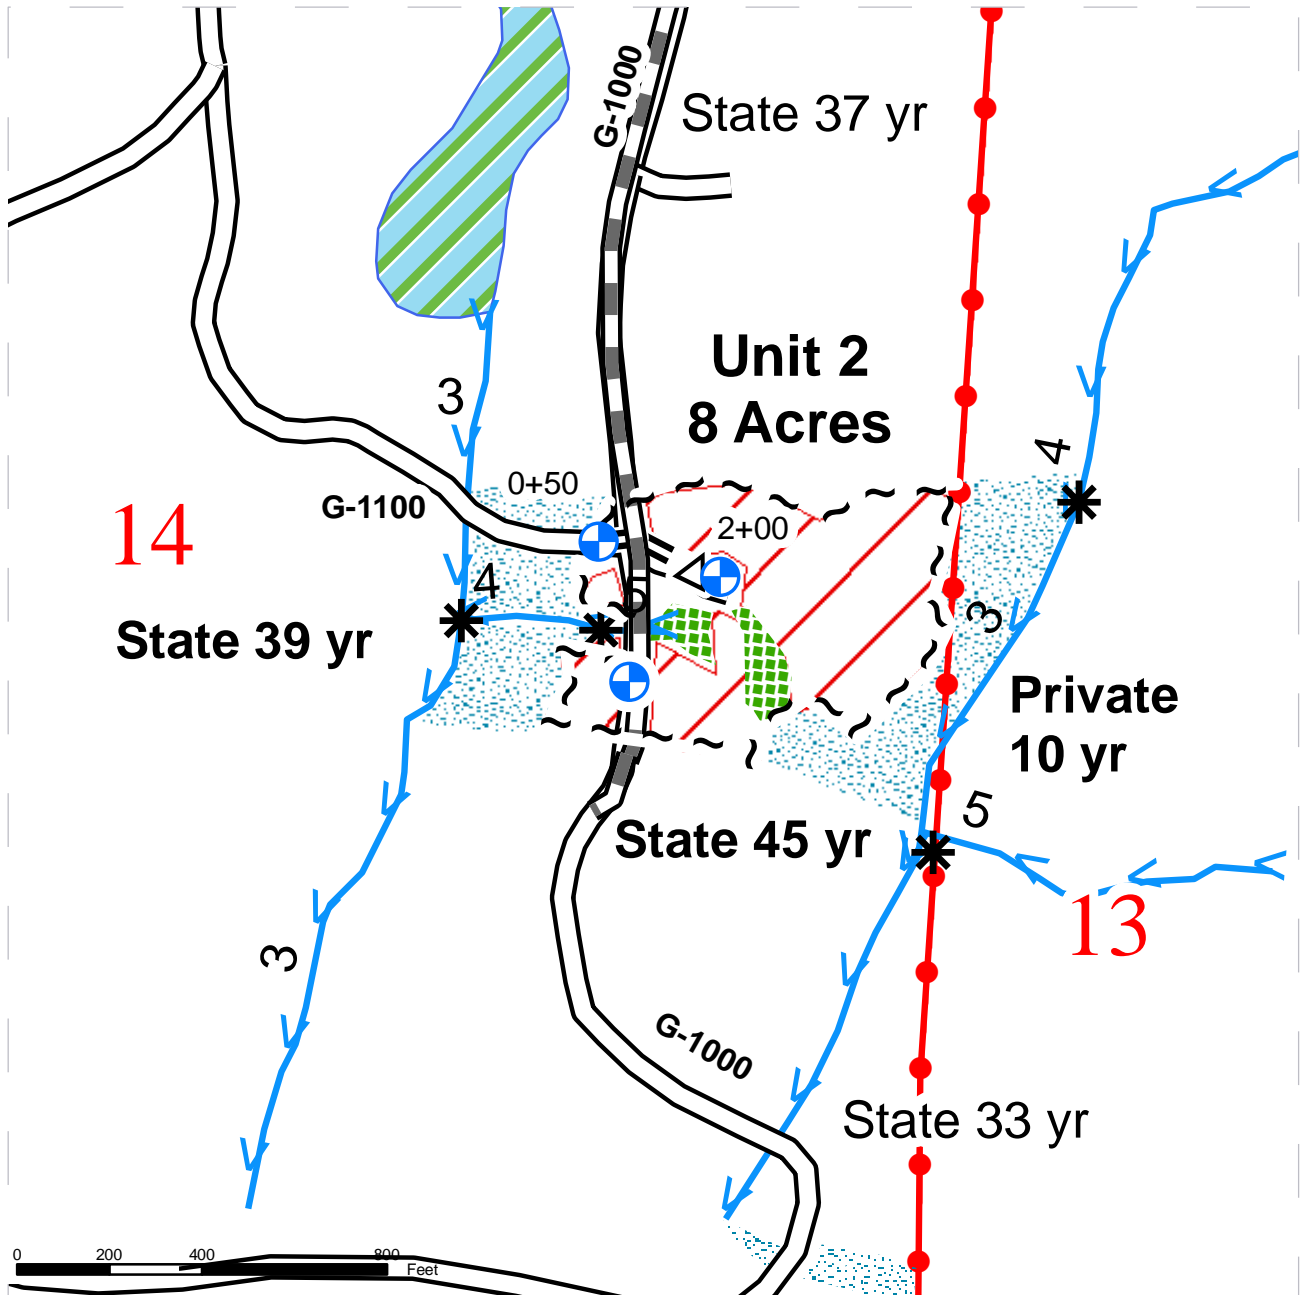 G-1000
State 37 yr
Unit 2
8 Acres
3
4
0+50
14
G-1100
2+00
4
5
3
State 39 yr
Private
10 yr
5
State 45 yr
13
3
G-1000
State 33 yr
0 200 400 800
Feet